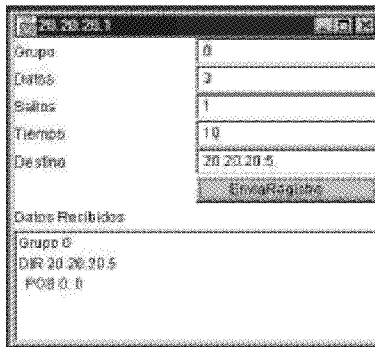 20.20.20.1
Grupo 0
Datos 3
Saltos 1
Tiempo 10
Destino 20.20.20.5
EnviaRegistro
Datos Recibidos
Grupo 0
DIR 20.20.20.5
POS 0: 0